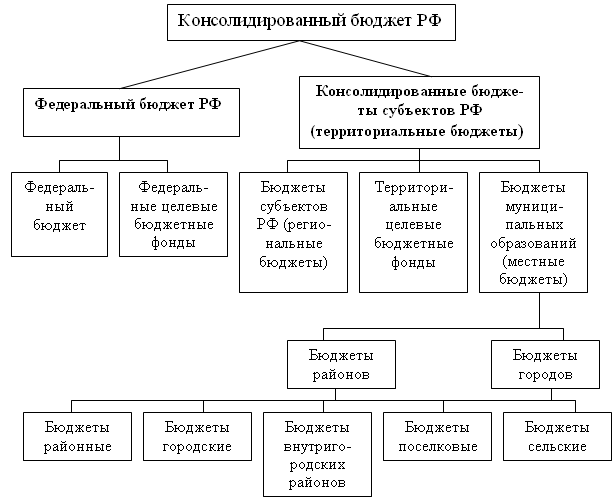 Консолидированный бюджет РФ
Федеральный бюджет РФ
Консолидированные бюдже-
ты субъектов РФ
(территориальные бюджеты)
Федераль-
ный
бюджет
Федераль-
ные целевые
бюджетные
фонды
Бюджеты
субъектов
РФ (регио-
нальные
бюджеты)
Территори-
альные
целевые
бюджетные
фонды
Бюджеты
муници-
пальных
образований
(местные
бюджеты)
Бюджеты
районов
Бюджеты
городов
Бюджеты
районные
Бюджеты
городские
Бюджеты
внутриго-
родских
районов
Бюджеты
поселковые
Бюджеты
сельские